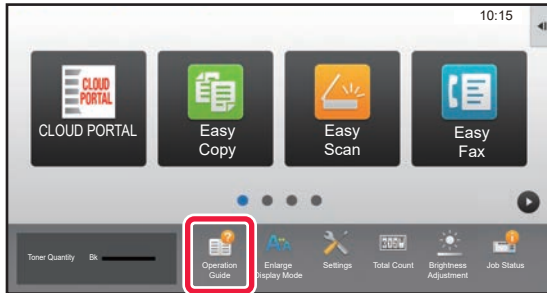 10:15
CLOUD
PORTAL
CLOUD PORTAL
Easy
Copy
Easy
Scan
Easy
Fax
Toner Quantity Bk
Operation
Guide
Enlarge
Display Mode
Settings
Total Count
Brightness
Adjustment
Job Status